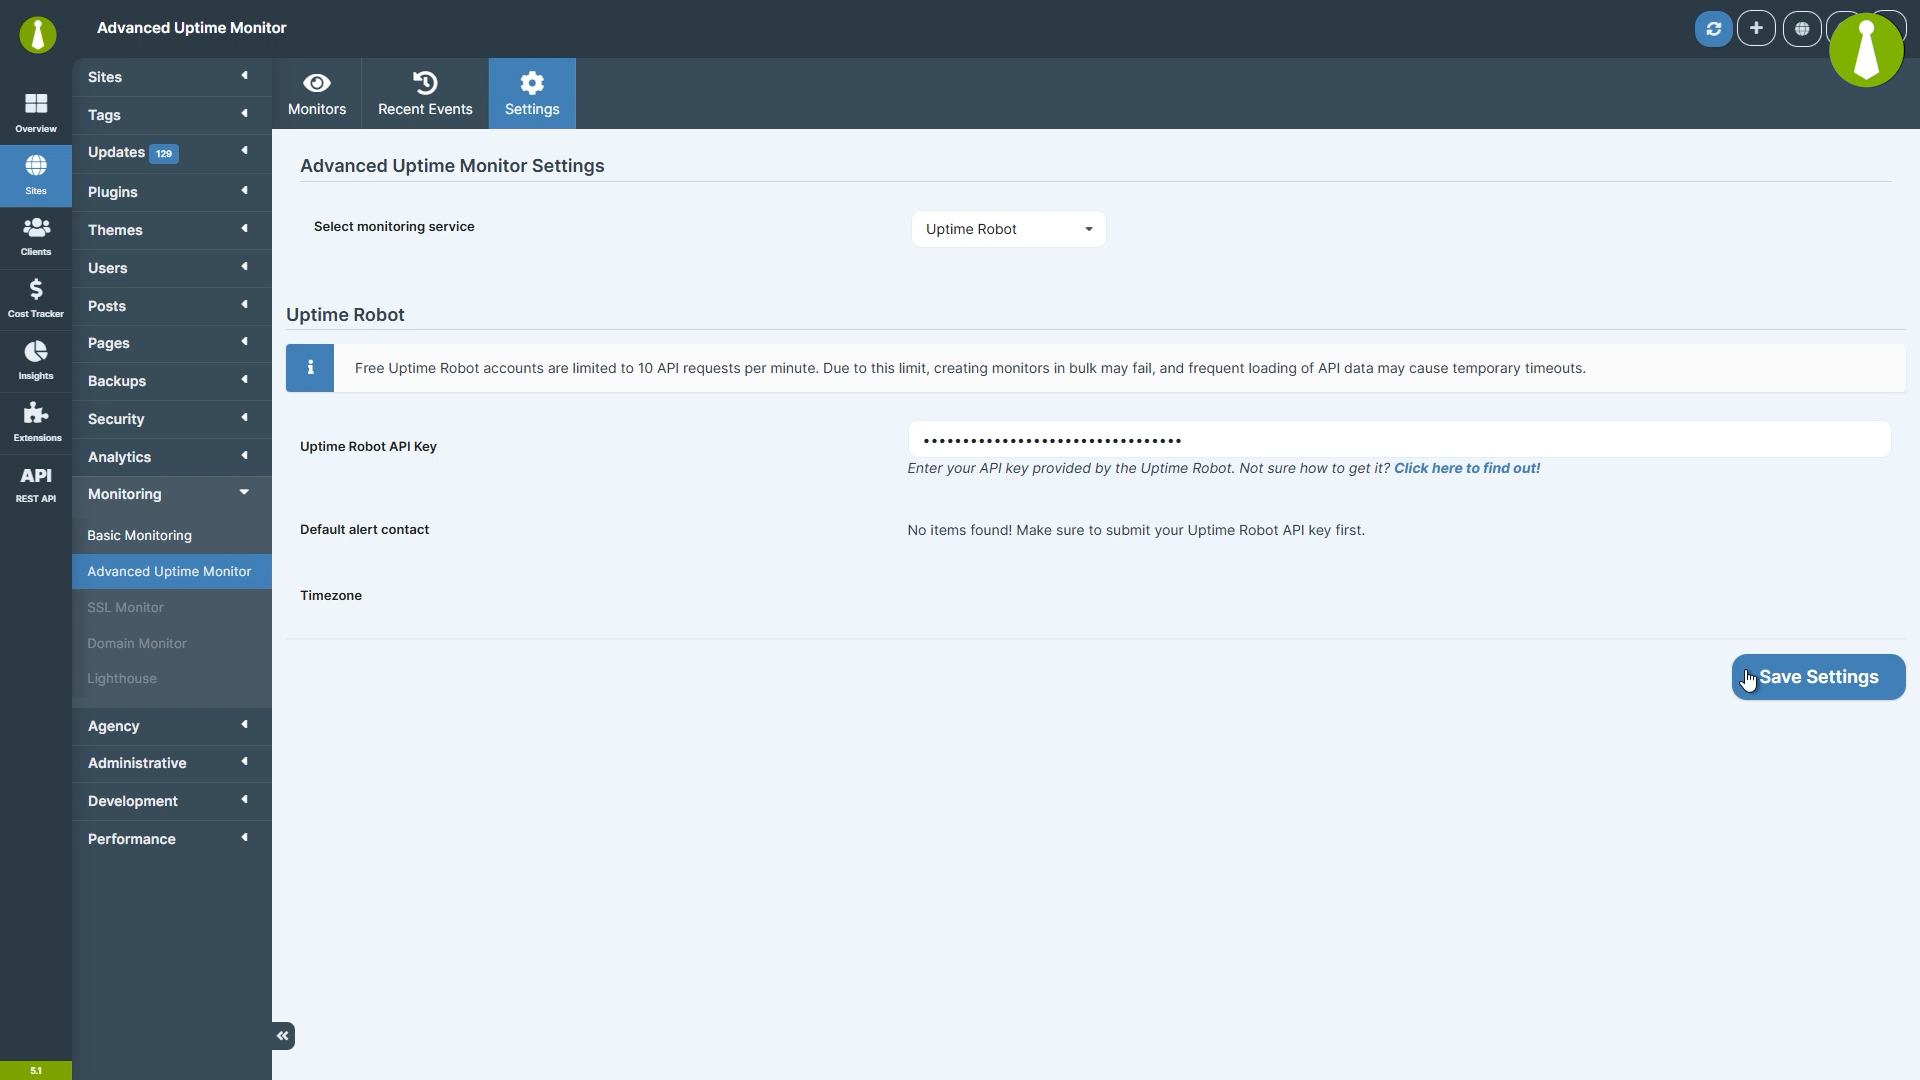 Advanced Uptime Monitor
Overview
Sites
Clients
Cost Tracker
Insights
Extensions
API
REST API
5.1
Sites
Tags
Updates 129
Plugins
Themes
Users
Posts
Pages
Backups
Security
Analytics
Monitoring
Basic Monitoring
Advanced Uptime Monitor
SSL Monitor
Domain Monitor
Lighthouse
Agency
Administrative
Development
Performance
Monitors
Recent Events
Settings
Advanced Uptime Monitor Settings
Select monitoring service
Uptime Robot
Uptime Robot
Free Uptime Robot accounts are limited to 10 API requests per minute. Due to this limit, creating monitors in bulk may fail, and frequent loading of API data may cause temporary timeouts.
Uptime Robot API Key
•••••••••••••••••••••••••••••••••
Enter your API key provided by the Uptime Robot. Not sure how to get it? Click here to find out!
Default alert contact
No items found! Make sure to submit your Uptime Robot API key first.
Timezone
Save Settings